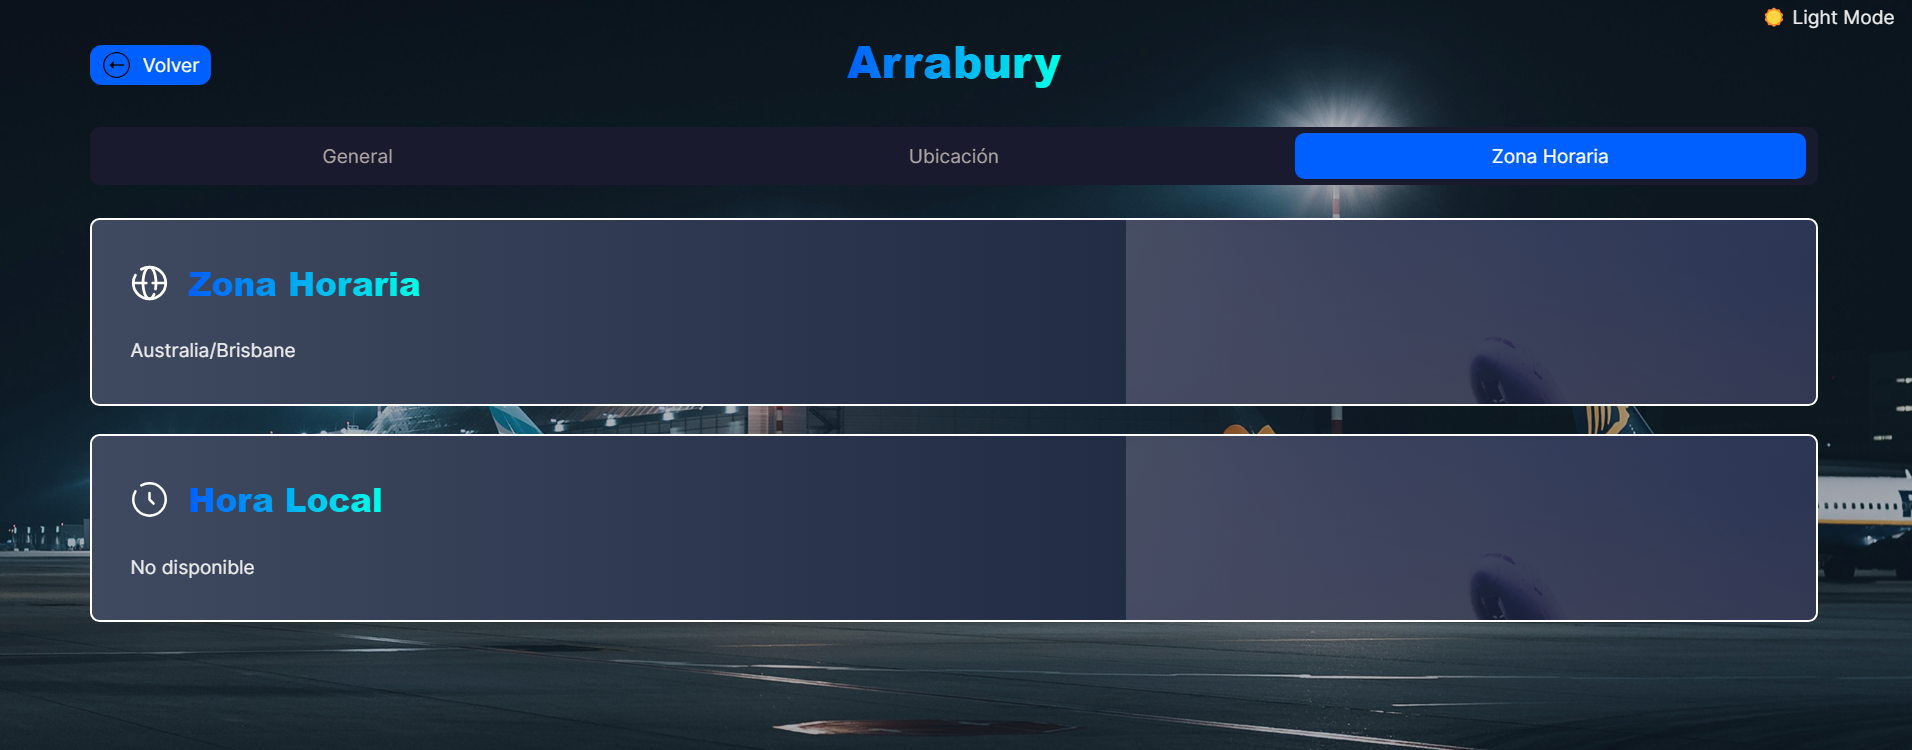 Light Mode
Volver
Arrabury
General
Ubicación
Zona Horaria
Zona Horaria
Australia/Brisbane
Hora Local
No disponible